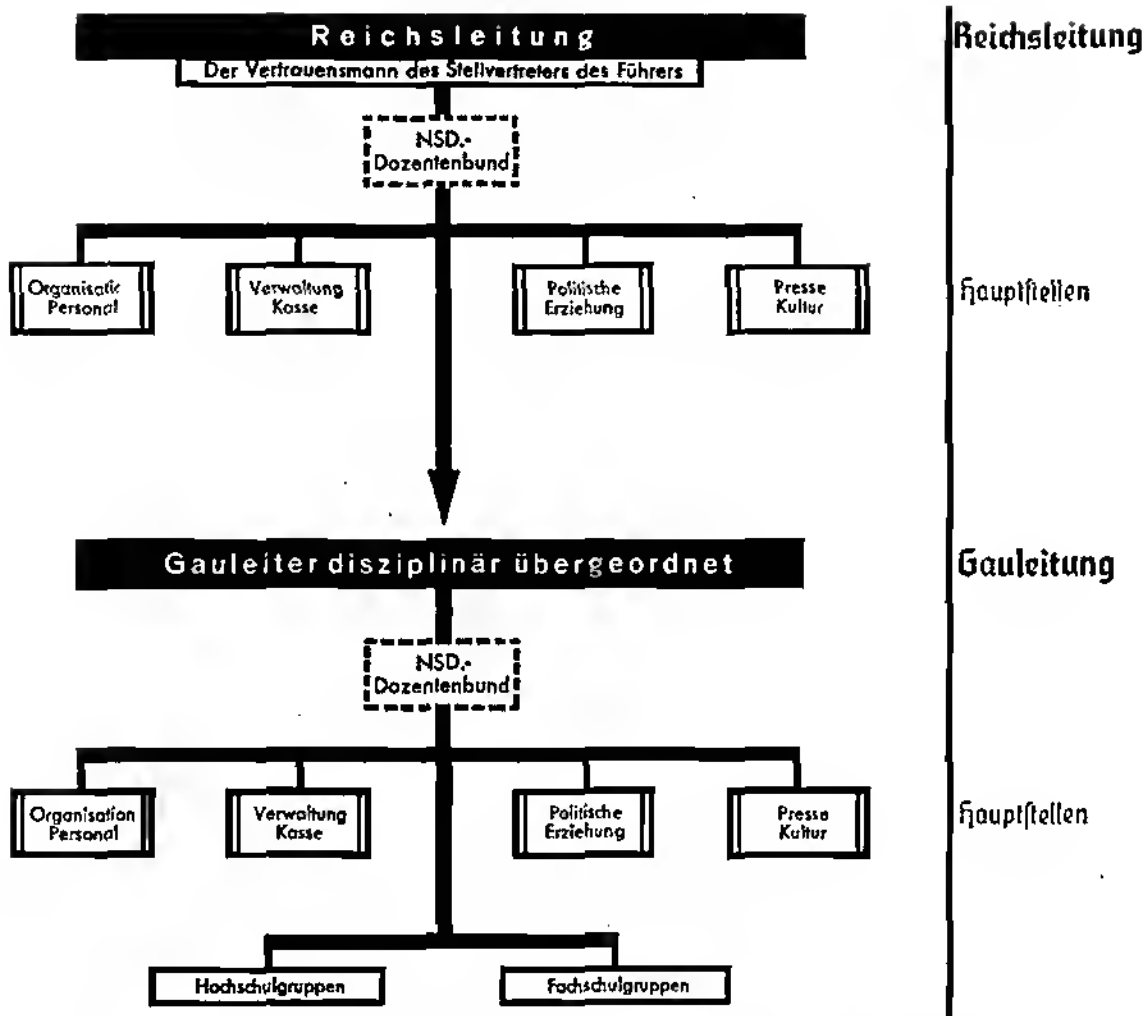 Reichsleitung
Reichsleitung
Der Vertrauensmann des Stellvertreters des Führers
NSD.-
Dozentenbund
Organisatic
Personal
Verwaltung
Kasse
Politische
Erziehung
Presse
Kultur
Hauptstellen
Gauleiter disziplinär übergeordnet
Gauleitung
NSD.-
Dozentenbund
Organisation
Personal
Verwaltung
Kasse
Politische
Erziehung
Presse
Kultur
Hauptstellen
Hochschulgruppen
Fachschulgruppen